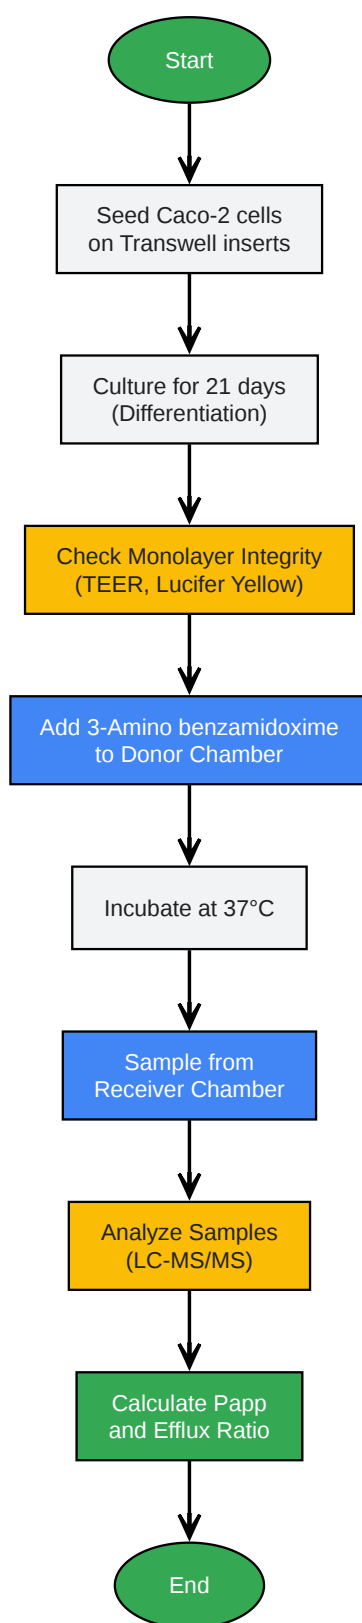 Start
Seed Caco-2 cells
on Transwell inserts
Culture for 21 days
(Differentiation)
Check Monolayer Integrity
(TEER, Lucifer Yellow)
Add 3-Amino benzamidoxime
to Donor Chamber
Incubate at 37°C
Sample from
Receiver Chamber
Analyze Samples
(LC-MS/MS)
Calculate Papp
and Efflux Ratio
End